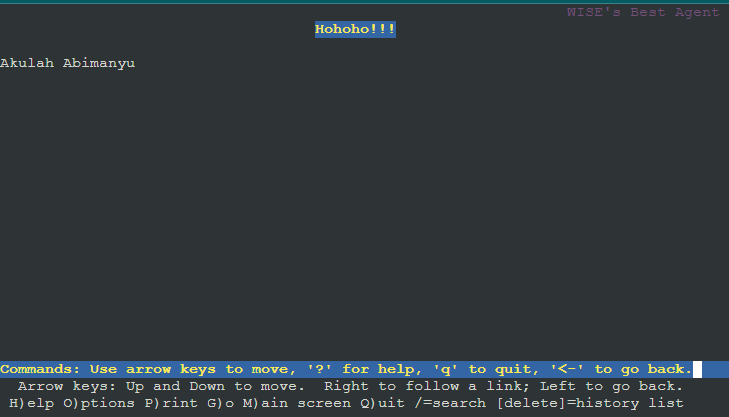 WISE's Best Agent
Hohoho!!!
Akulah Abimanyu
Commands: Use arrow keys to move, '?' for help, 'q' to quit, '<-' to go back.
Arrow keys: Up and Down to move.  Right to follow a link; Left to go back.
H)elp O)ptions P)rint G)o M)ain screen Q)uit /=search [delete]=history list